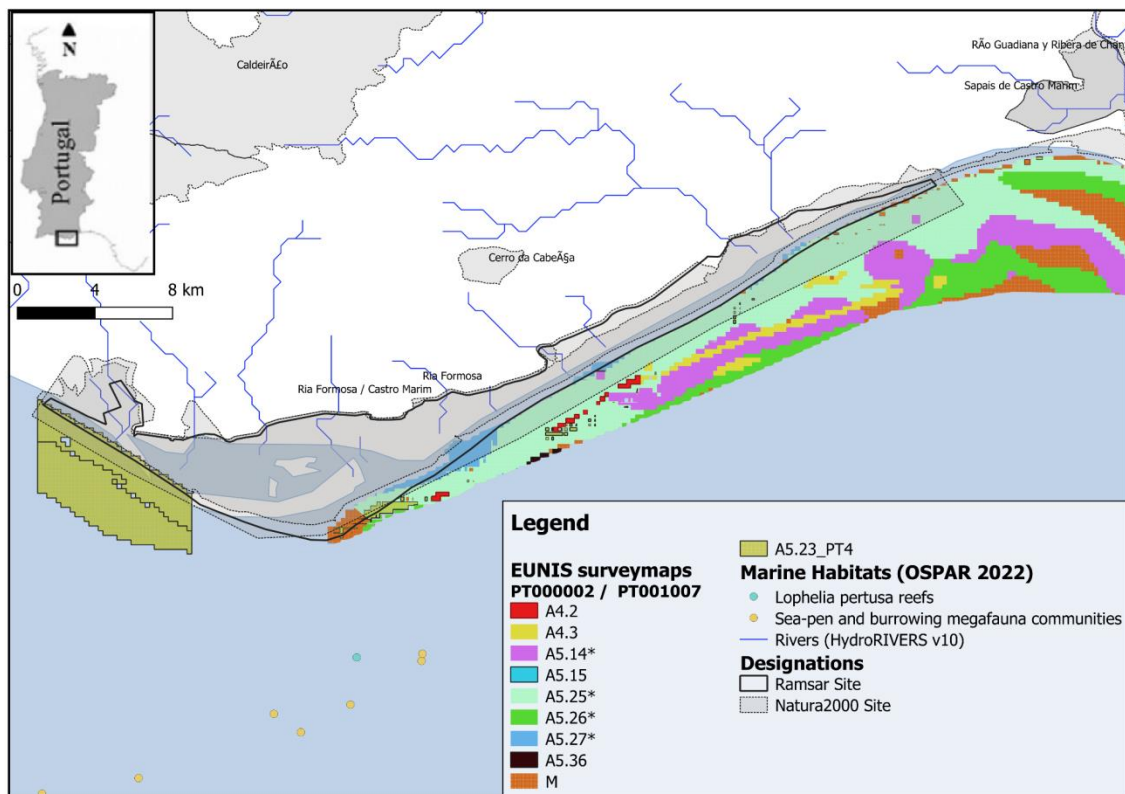 N
Portugal
0 4 8 km
CaldeirÃ£o
RÃ­o Guadiana y Ribera de Chan
Sapais de Castro Marim
Cerro da CabeÃ§a
Ria Formosa / Castro Marim
Ria Formosa
Legend
EUNIS surveymaps
PT000002 / PT001007
A4.2
A4.3
A5.14*
A5.15
A5.25*
A5.26*
A5.27*
A5.36
M
A5.23_PT4
Marine Habitats (OSPAR 2022)
Lophelia pertusa reefs
Sea-pen and burrowing megafauna communities
Rivers (HydroRIVERS v10)
Designations
Ramsar Site
Natura2000 Site